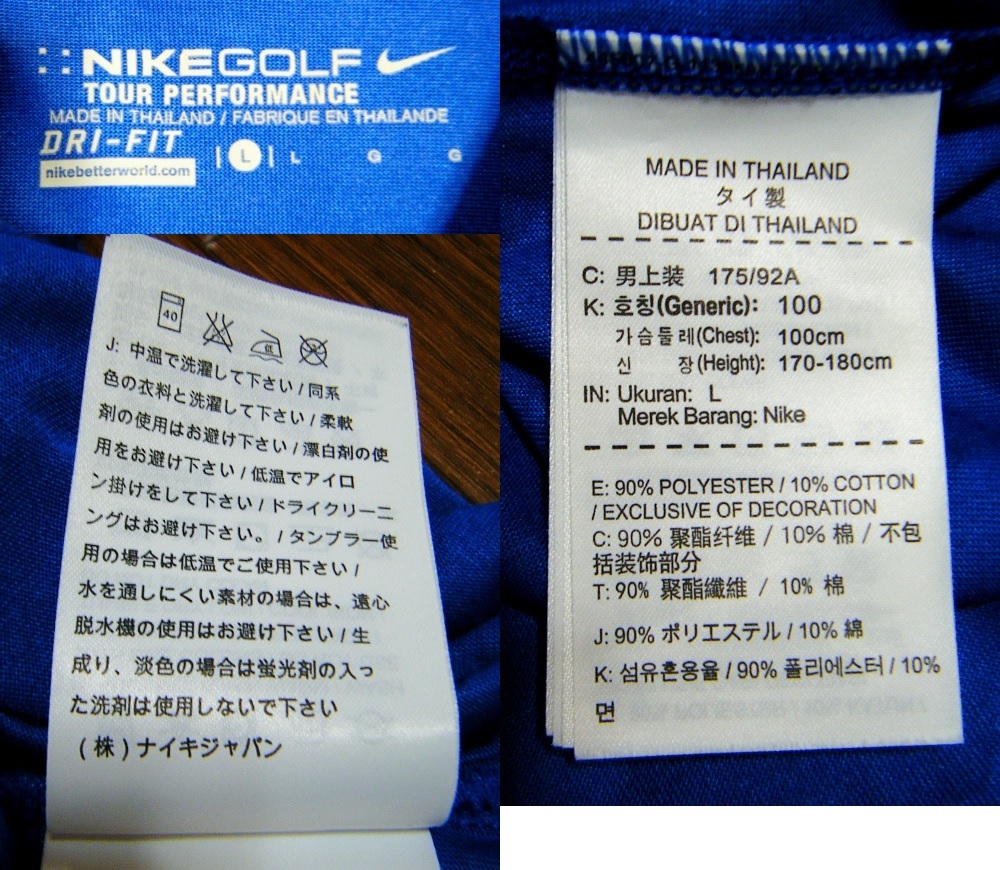 NIKEGOLF
TOUR PERFORMANCE
MADE IN THAILAND / FABRIQUE EN THAILANDE
DRI-FIT
nikebetterworld.com
L L G G
40
低
J: 中温で洗濯して下さい / 同系
色の衣料と洗濯して下さい / 柔軟
剤の使用はお避け下さい / 漂白剤の使
用をお避け下さい / 低温でアイロ
ン掛けをして下さい / ドライクリーニ
ングはお避け下さい。 / タンブラー使
用の場合は低温でご使用下さい /
水を通しにくい素材の場合は、遠心
脱水機の使用はお避け下さい / 生
成り、淡色の場合は蛍光剤の入っ
た洗剤は使用しないで下さい
(株)ナイキジャパン
MADE IN THAILAND
タイ製
DIBUAT DI THAILAND
C: 男上装 175/92A
K: 호칭(Generic): 100
가슴둘레(Chest): 100cm
신 장(Height): 170-180cm
IN: Ukuran: L
Merek Barang: Nike
E: 90% POLYESTER / 10% COTTON
/ EXCLUSIVE OF DECORATION
C: 90% 聚酯纤维 / 10% 棉 / 不包
括装饰部分
T: 90% 聚酯纖維 / 10% 棉
J: 90% ポリエステル / 10% 綿
K: 섬유혼용율 / 90% 폴리에스터 / 10%
면